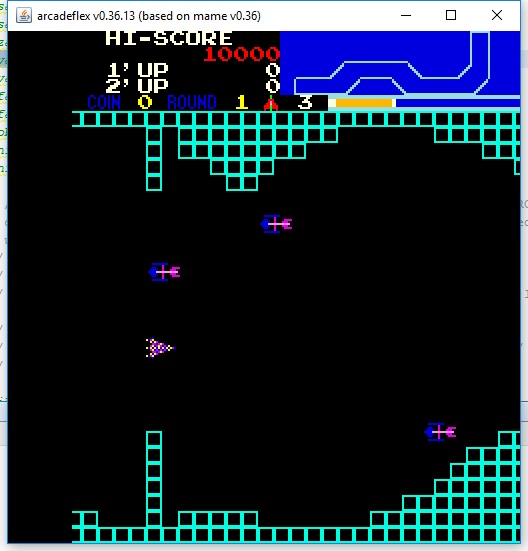 arcadeflex v0.36.13 (based on mame v0.36)
HI-SCORE
10000
1' UP 0
2' UP 0
COIN 0 ROUND 1 3